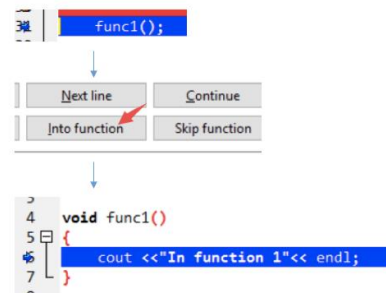 func1();
Next line Continue
Into function Skip function
4 void func1()
5 {
6 cout <<"In function 1"<< endl;
7 }